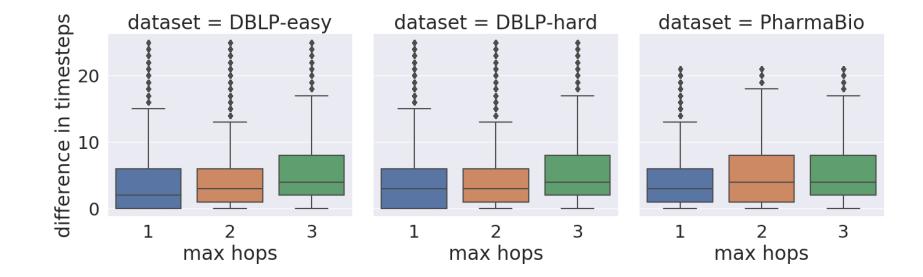 dataset = DBLP-easy
dataset = DBLP-hard
dataset = PharmaBio
difference in timesteps
20
10
0
1 2 3
1 2 3
1 2 3
max hops
max hops
max hops